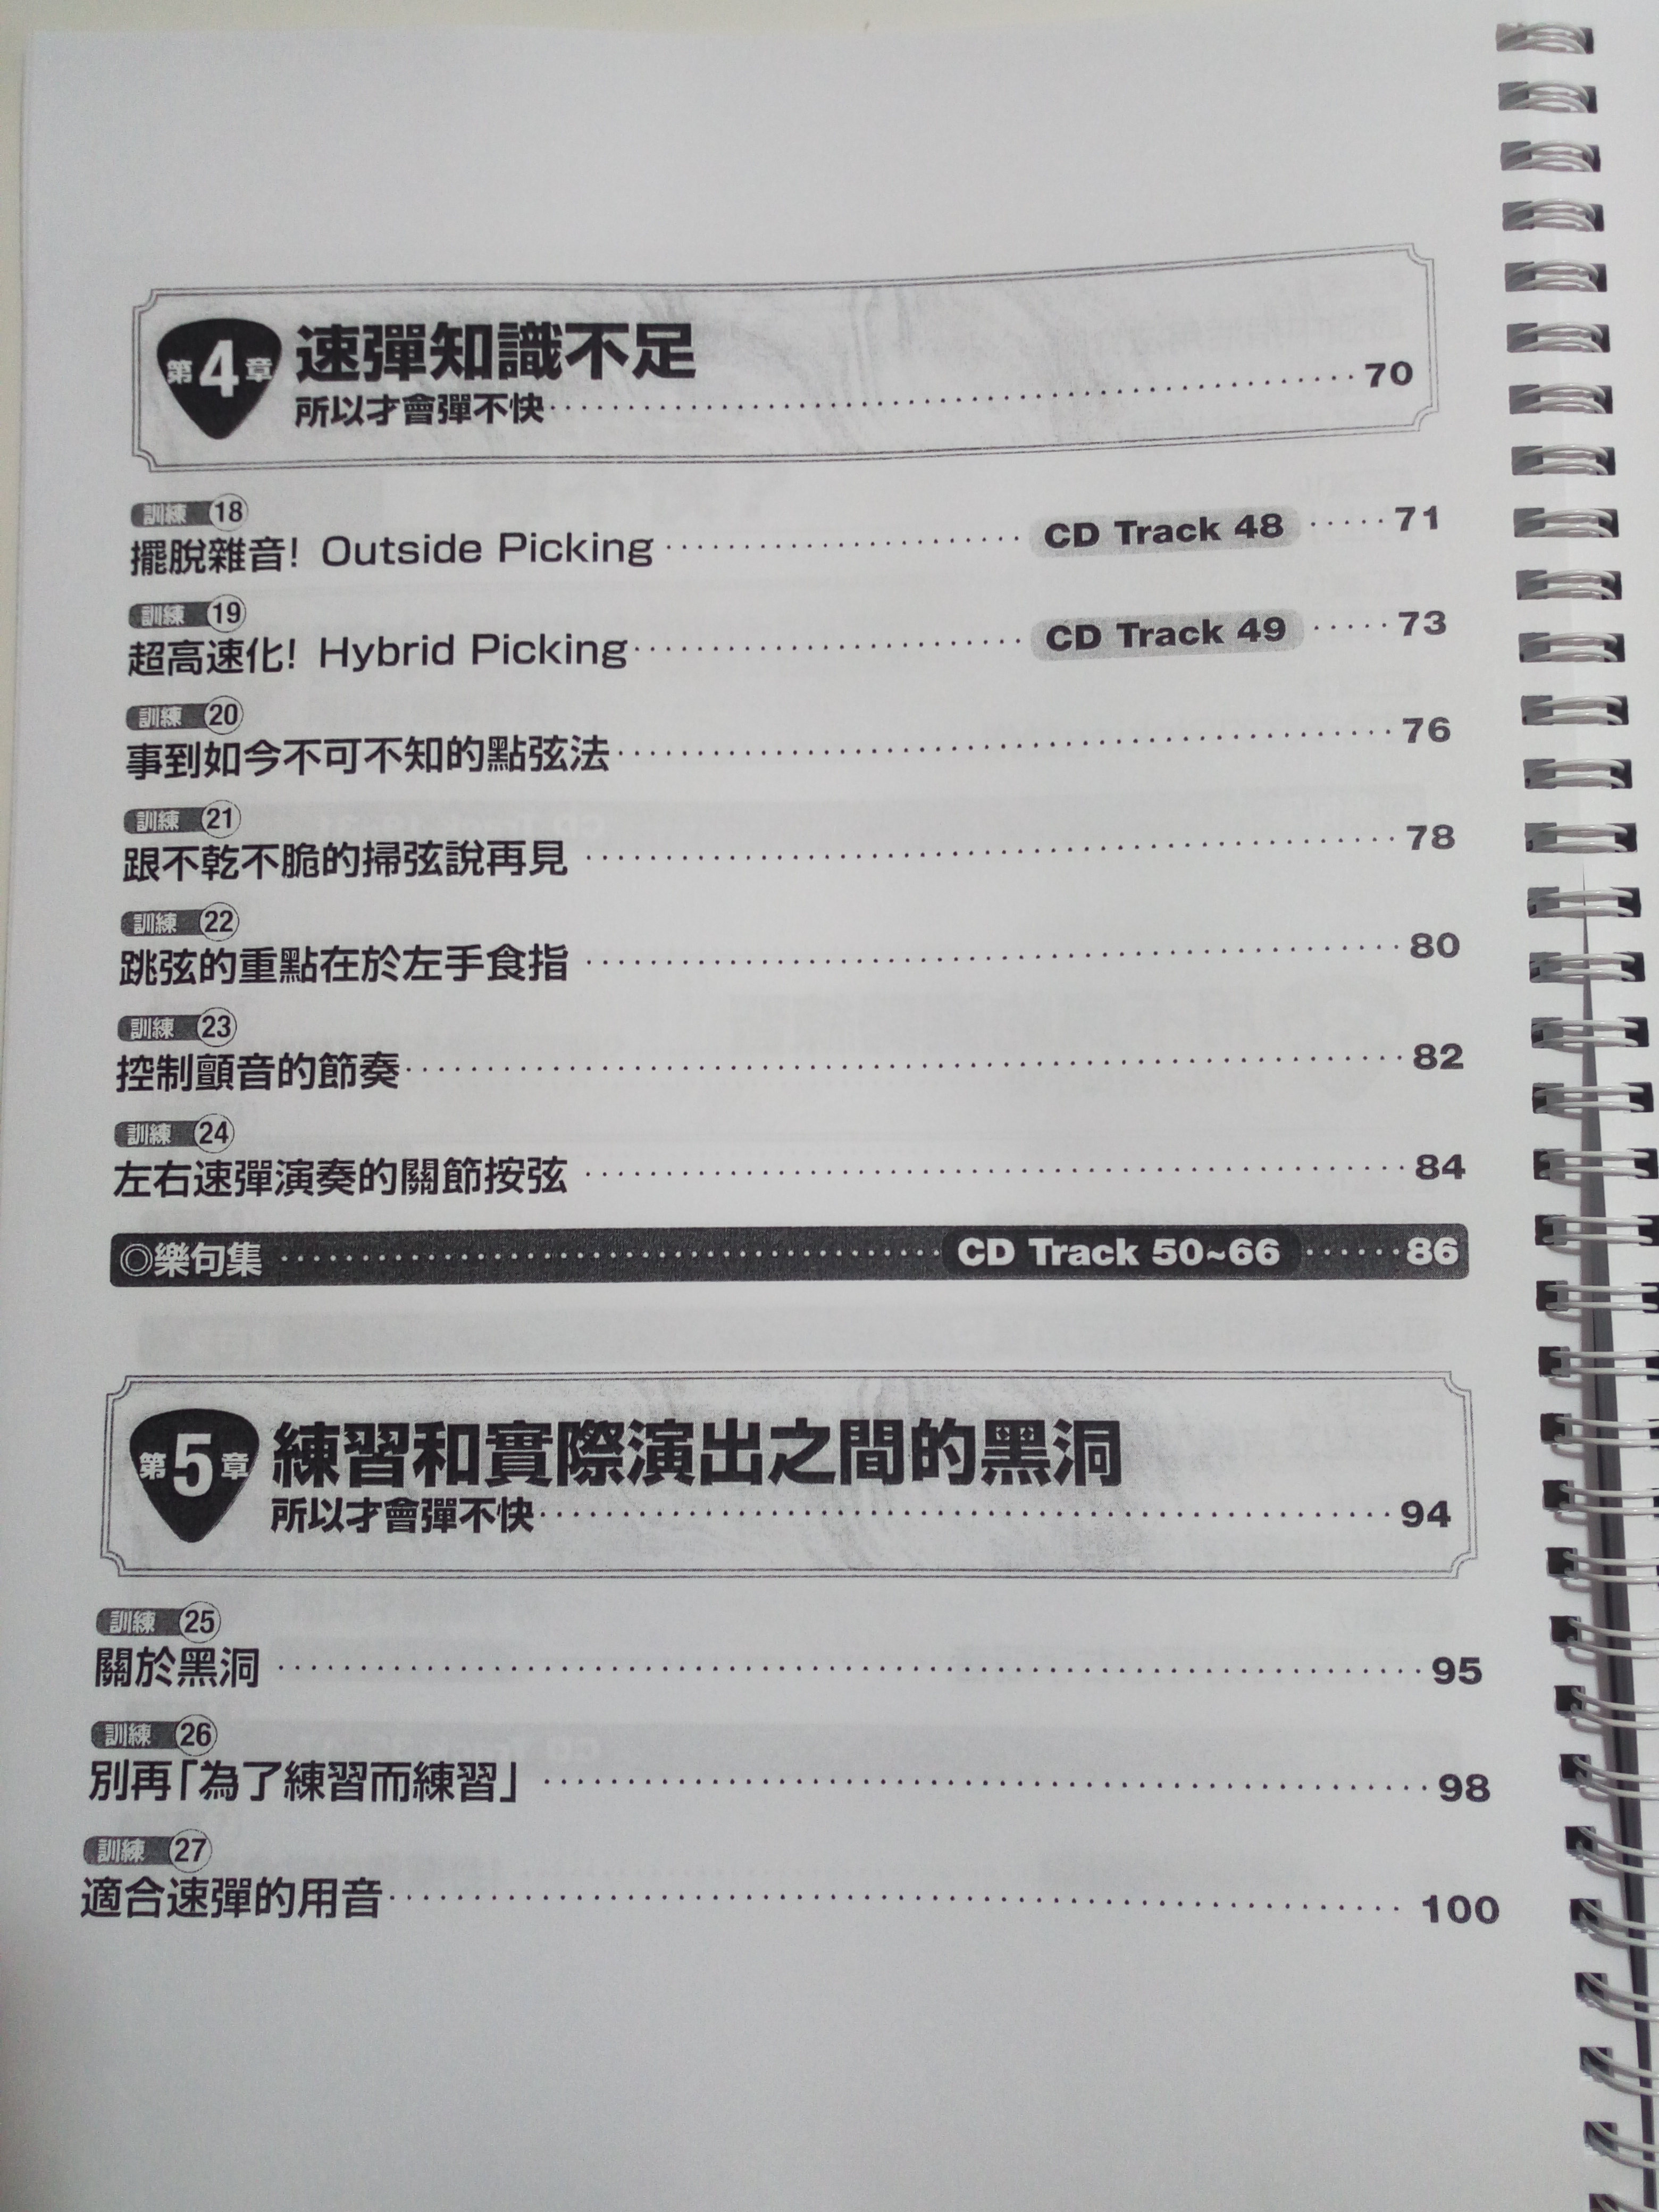 第4章 速彈知識不足
所以才會彈不快 70
訓練 18
擺脫雜音! Outside Picking CD Track 48 71
訓練 19
超高速化! Hybrid Picking CD Track 49 73
訓練 20
事到如今不可不知的點弦法 76
訓練 21
跟不乾不脆的掃弦說再見 78
訓練 22
跳弦的重點在於左手食指 80
訓練 23
控制顫音的節奏 82
訓練 24
左右速彈演奏的關節按弦 84
◎樂句集 CD Track 50~66 86
第5章 練習和實際演出之間的黑洞
所以才會彈不快 94
訓練 25
關於黑洞 95
訓練 26
別再「為了練習而練習」 98
訓練 27
適合速彈的用音 100